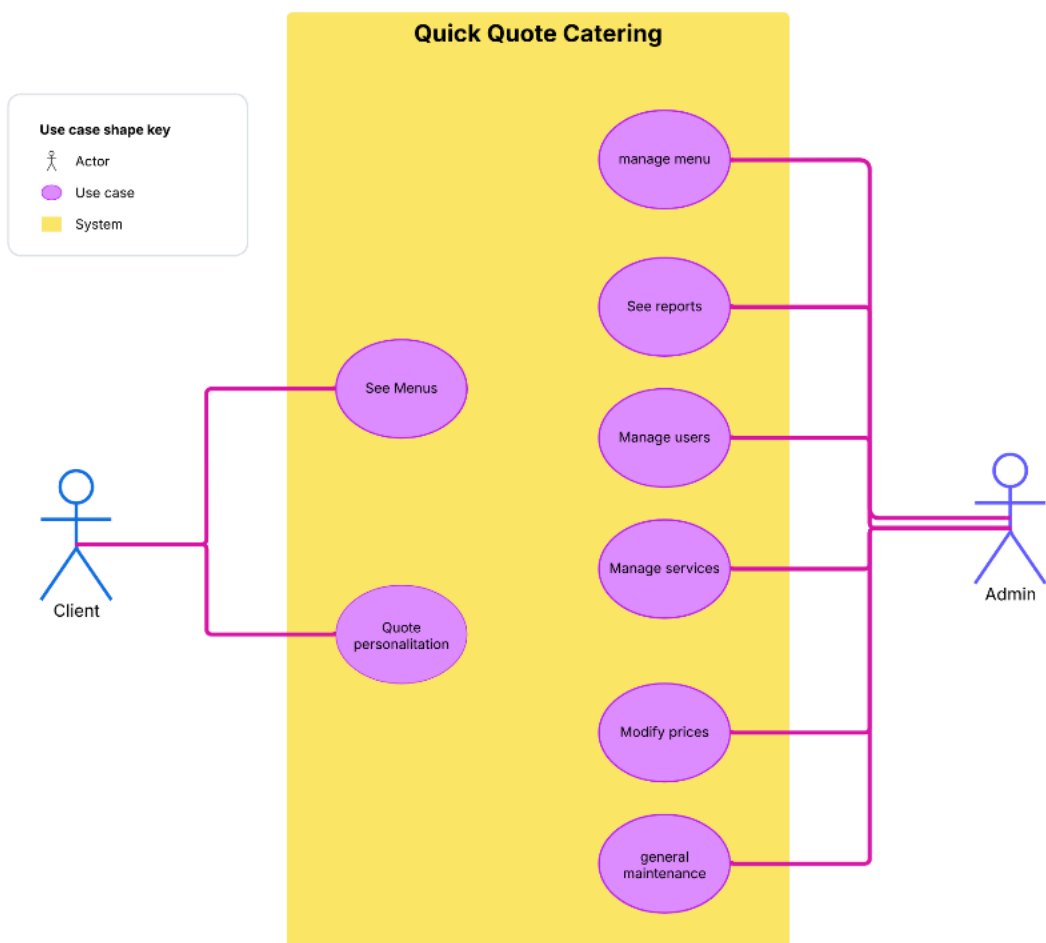 Quick Quote Catering
Use case shape key
Actor
Use case
System
manage menu
See reports
See Menus
Manage users
Manage services
Client
Admin
Quote
personalitation
Modify prices
general
maintenance